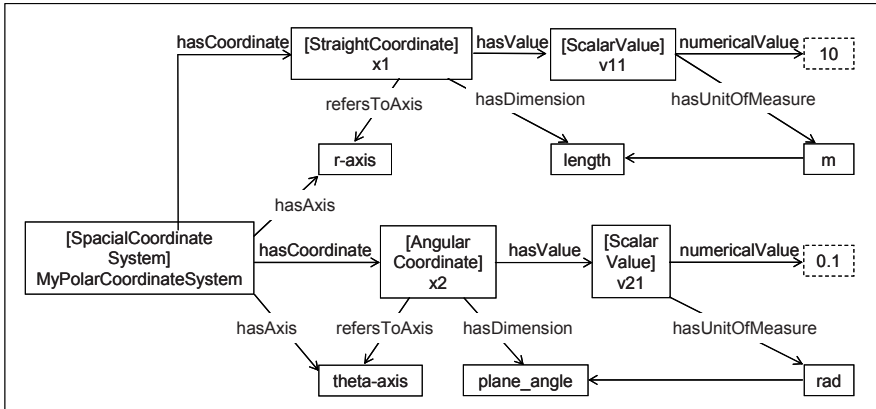 hasCoordinate
[StraightCoordinate]
x1
hasValue
[ScalarValue]
v11
numericalValue
10
refersToAxis
hasDimension
hasUnitOfMeasure
r-axis
length
m
hasAxis
[SpacialCoordinate
System]
MyPolarCoordinateSystem
hasCoordinate
[Angular
Coordinate]
x2
hasValue
[Scalar
Value]
v21
numericalValue
0.1
hasAxis
refersToAxis
hasDimension
hasUnitOfMeasure
theta-axis
plane_angle
rad